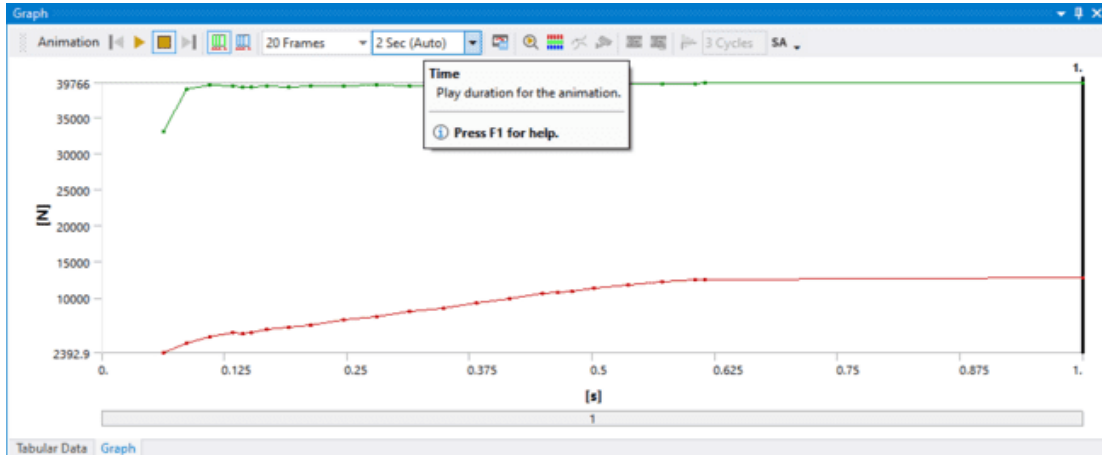 Graph
Animation 20 Frames 2 Sec (Auto) 3 Cycles SA
Time
Play duration for the animation.
Press F1 for help.
1.
39766
35000
30000
25000
20000
15000
10000
2392.9
[N]
0. 0.125 0.25 0.375 0.5 0.625 0.75 0.875 1.
[s]
1
Tabular Data Graph